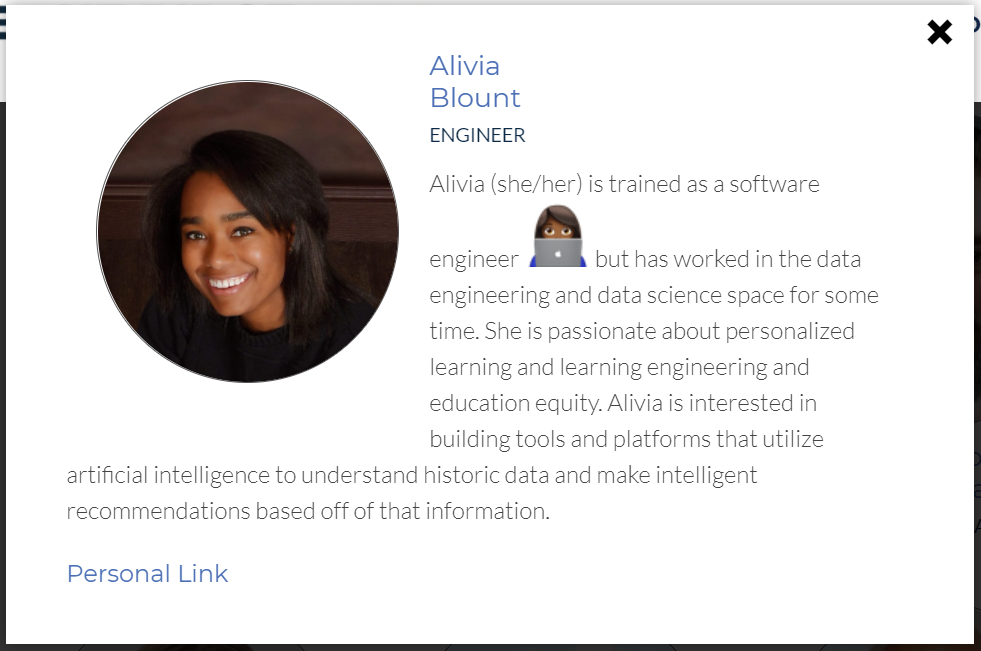 Alivia
Blount
ENGINEER
Alivia (she/her) is trained as a software
engineer 👩🏾‍💻 but has worked in the data
engineering and data science space for some
time. She is passionate about personalized
learning and learning engineering and
education equity. Alivia is interested in
building tools and platforms that utilize
artificial intelligence to understand historic data and make intelligent
recommendations based off of that information.
Personal Link